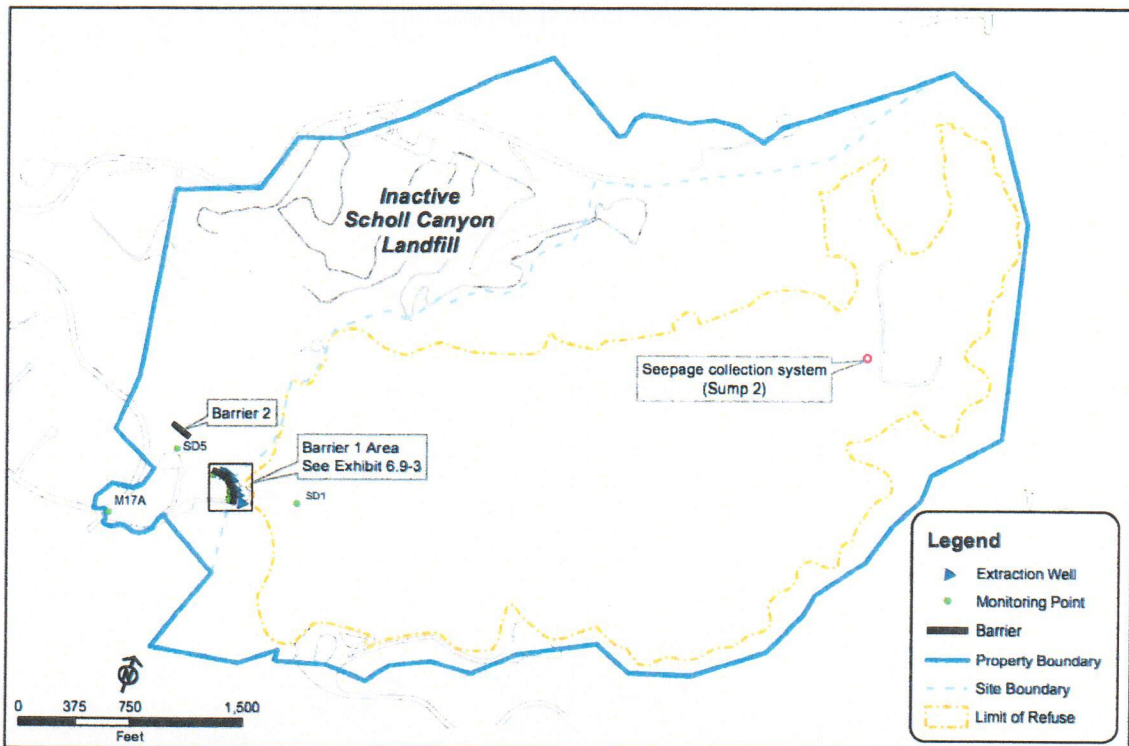 Inactive
Scholl Canyon
Landfill
Seepage collection system
(Sump 2)
Barrier 2
SD5
Barrier 1 Area
See Exhibit 6.9-3
SD1
M17A
Legend
Extraction Well
Monitoring Point
Barrier
Property Boundary
Site Boundary
Limit of Refuse
N
0 375 750 1,500
Feet